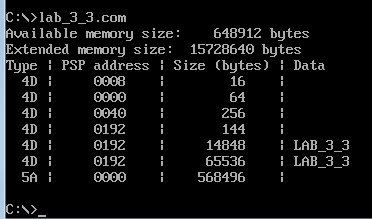 C:\>lab_3_3.com
Available memory size:    648912 bytes
Extended memory size:  15728640 bytes
Type ¦ PSP address ¦ Size (bytes) ¦ Data
  4D ¦     0008    ¦          16  ¦
  4D ¦     0000    ¦          64  ¦
  4D ¦     0040    ¦         256  ¦
  4D ¦     0192    ¦         144  ¦
  4D ¦     0192    ¦       14848  ¦ LAB_3_3
  4D ¦     0192    ¦       65536  ¦ LAB_3_3
  5A ¦     0000    ¦      568496  ¦
C:\>_